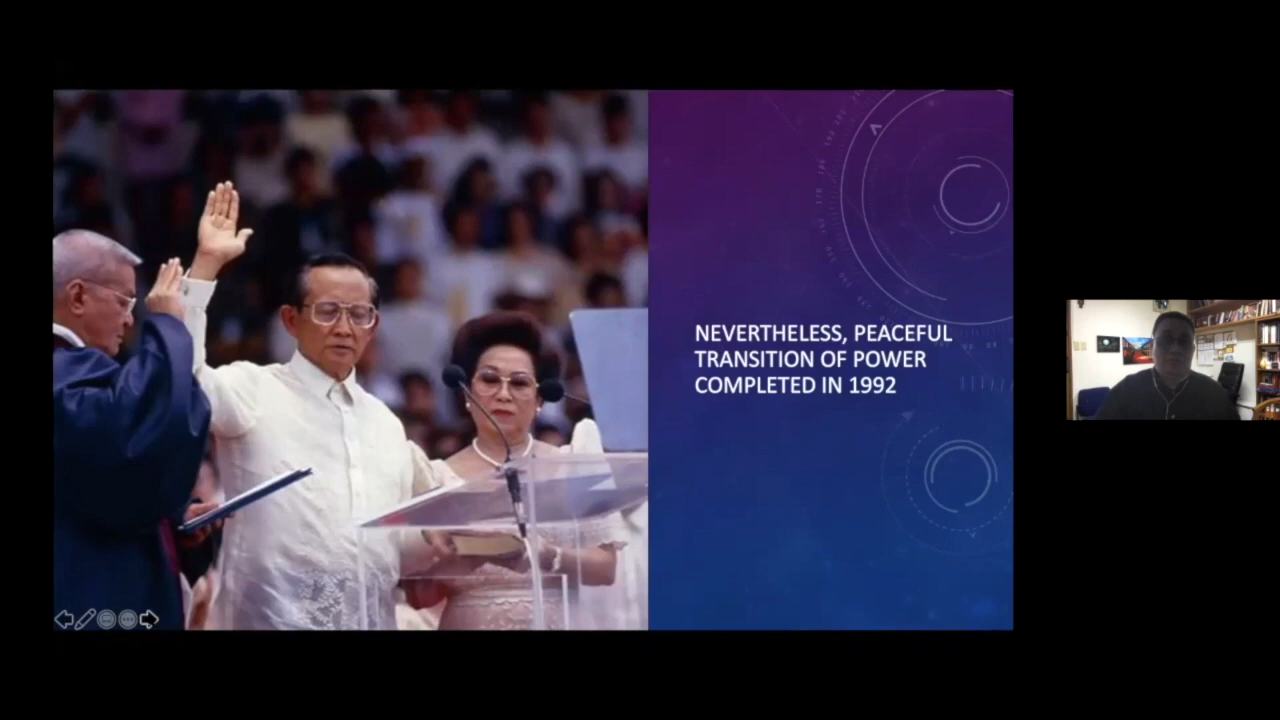 NEVERTHELESS, PEACEFUL
TRANSITION OF POWER
COMPLETED IN 1992